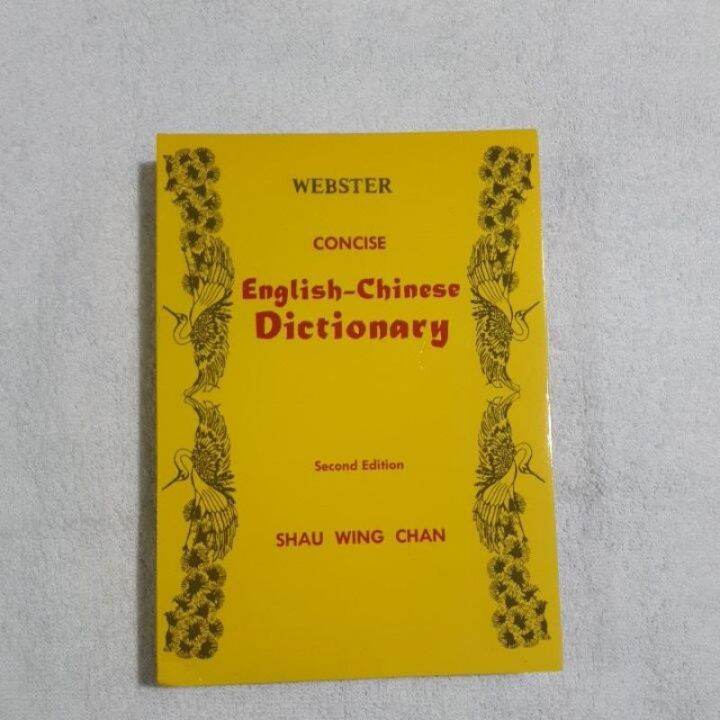 WEBSTER
CONCISE
English-Chinese
Dictionary
Second Edition
SHAU WING CHAN